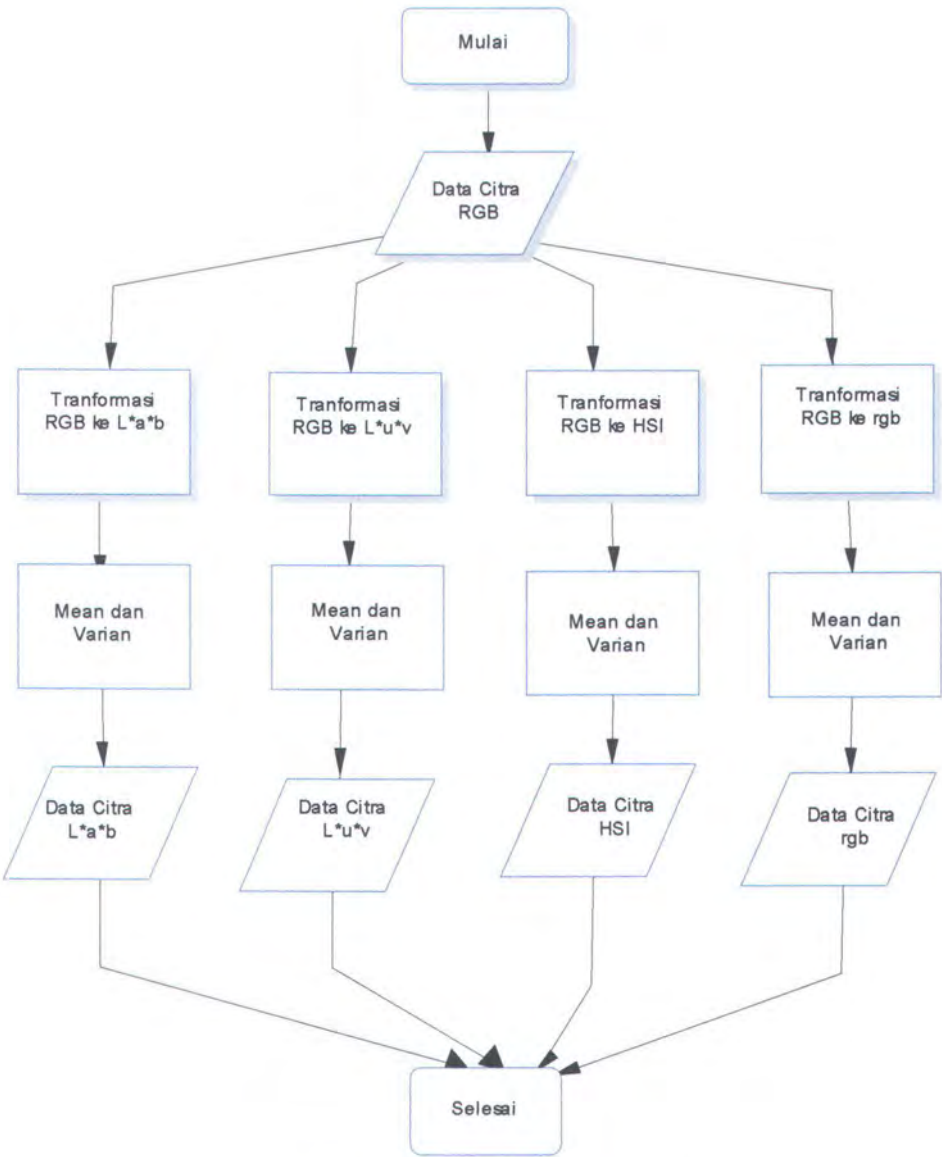 Mulai
Data Citra
RGB
Tranformasi
RGB ke L*a*b
Tranformasi
RGB ke L*u*v
Tranformasi
RGB ke HSI
Tranformasi
RGB ke rgb
Mean dan
Varian
Mean dan
Varian
Mean dan
Varian
Mean dan
Varian
Data Citra
L*a*b
Data Citra
L*u*v
Data Citra
HSI
Data Citra
rgb
Selesai